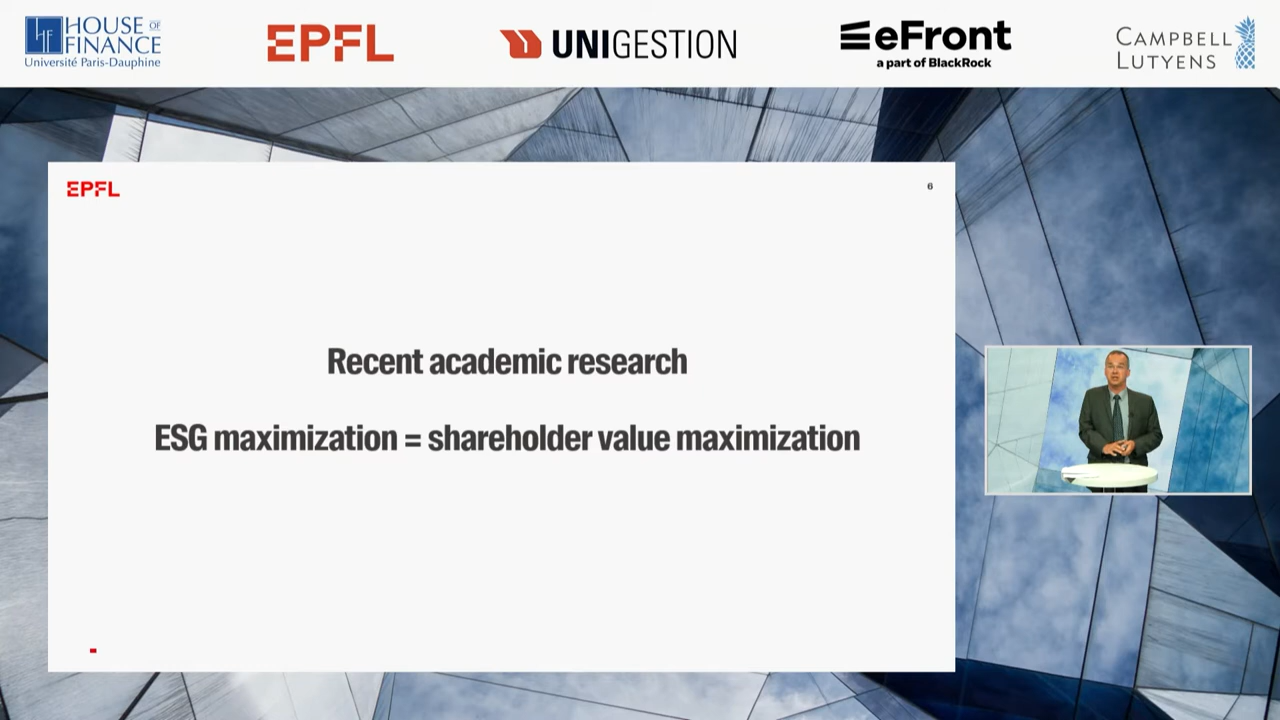 HOUSE OF
FINANCE
Université Paris-Dauphine
EPFL
UNIGESTION
eFront
a part of BlackRock
CAMPBELL
LUTYENS
EPFL
6
Recent academic research
ESG maximization = shareholder value maximization